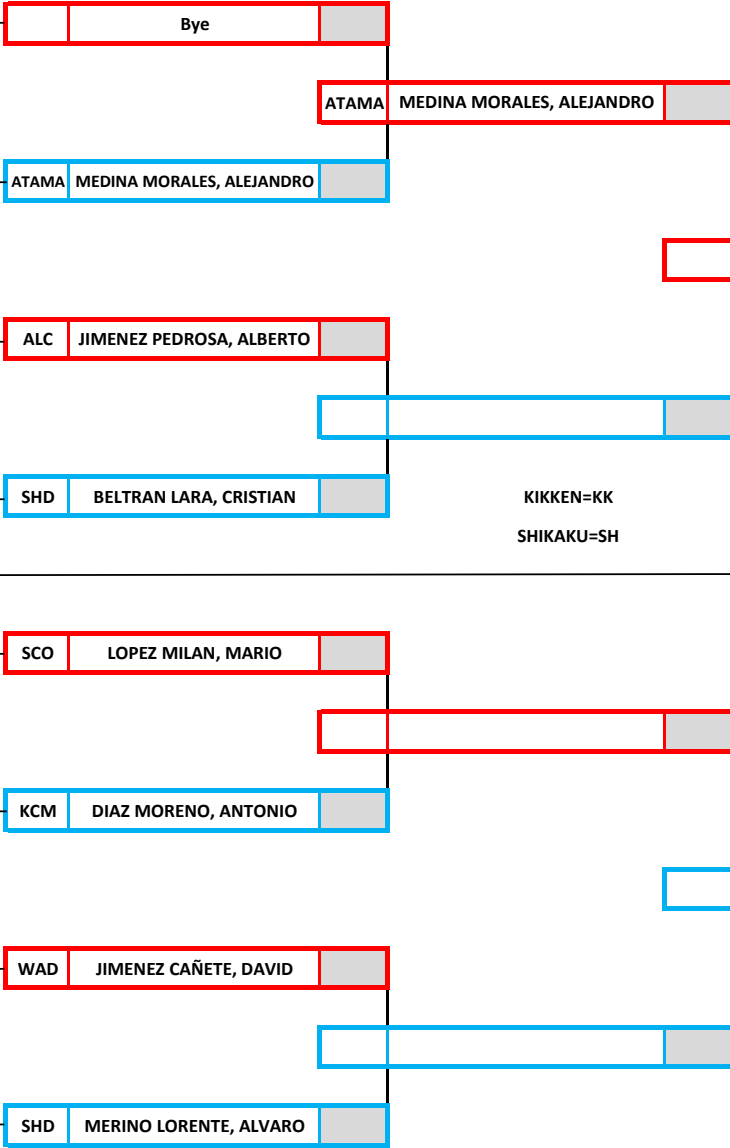 Bye
ATAMA MEDINA MORALES, ALEJANDRO
ATAMA MEDINA MORALES, ALEJANDRO
ALC JIMENEZ PEDROSA, ALBERTO
SHD BELTRAN LARA, CRISTIAN
KIKKEN=KK
SHIKAKU=SH
SCO LOPEZ MILAN, MARIO
KCM DIAZ MORENO, ANTONIO
WAD JIMENEZ CAÑETE, DAVID
SHD MERINO LORENTE, ALVARO